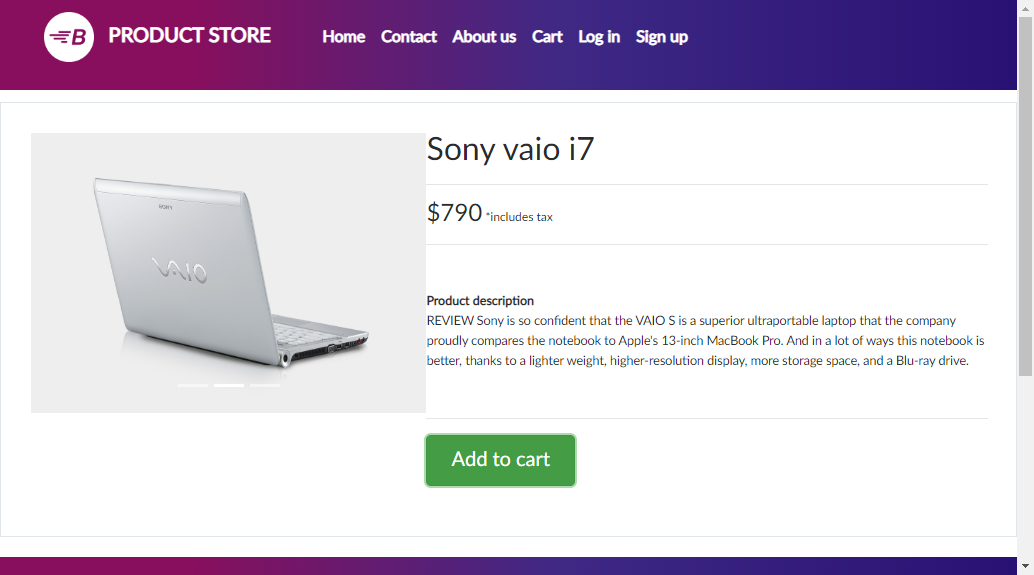 B PRODUCT STORE Home Contact About us Cart Log in Sign up
Sony vaio i7
$790 *includes tax
SONY
VAIO
Product description
REVIEW Sony is so confident that the VAIO S is a superior ultraportable laptop that the company
proudly compares the notebook to Apple's 13-inch MacBook Pro. And in a lot of ways this notebook is
better, thanks to a lighter weight, higher-resolution display, more storage space, and a Blu-ray drive.
Add to cart